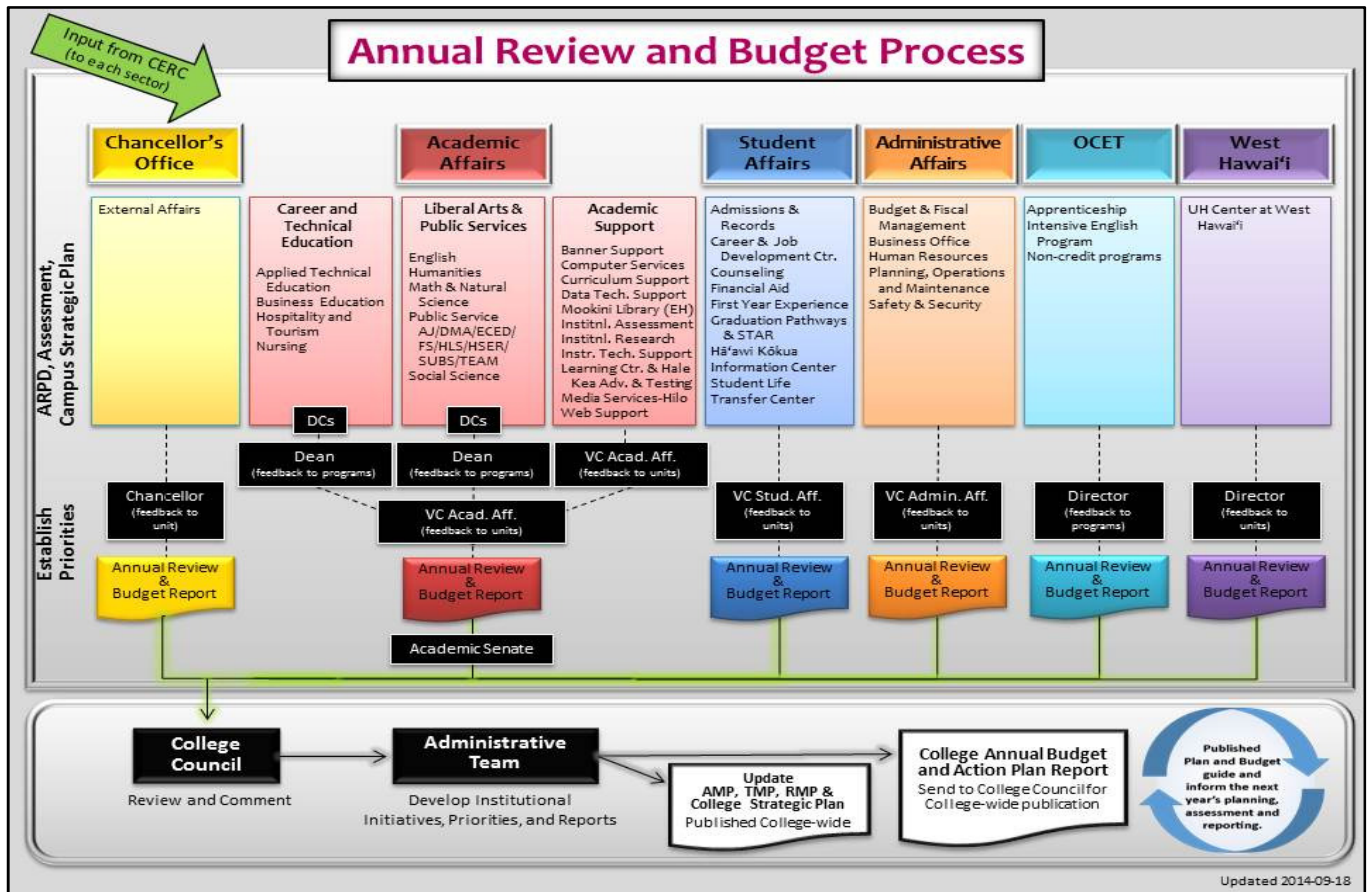 Input from CERC
(to each sector)
Annual Review and Budget Process
Chancellor's
Office
Academic
Affairs
Student
Affairs
Administrative
Affairs
OCET
West
Hawai‘i
ARPD, Assessment,
Campus Strategic Plan
External Affairs
Career and
Technical
Education
Applied Technical
Education
Business Education
Hospitality and
Tourism
Nursing
Liberal Arts &
Public Services
English
Humanities
Math & Natural
Science
Public Service
AJ/DMA/ECED/
FS/HLS/HSER/
SUBS/TEAM
Social Science
Academic
Support
Banner Support
Computer Services
Curriculum Support
Data Tech. Support
Mookini Library (EH)
Institnl. Assessment
Institnl. Research
Instr. Tech. Support
Learning Ctr. & Hale
Kea Adv. & Testing
Media Services-Hilo
Web Support
Admissions &
Records
Career & Job
Development Ctr.
Counseling
Financial Aid
First Year Experience
Graduation Pathways
& STAR
Hā‘awi Kōkua
Information Center
Student Life
Transfer Center
Budget & Fiscal
Management
Business Office
Human Resources
Planning, Operations
and Maintenance
Safety & Security
Apprenticeship
Intensive English
Program
Non-credit programs
UH Center at West
Hawai‘i
DCs
DCs
Dean
(feedback to programs)
Dean
(feedback to programs)
VC Acad. Aff.
(feedback to units)
Establish
Priorities
Chancellor
(feedback to
unit)
VC Acad. Aff.
(feedback to units)
VC Stud. Aff.
(feedback to
units)
VC Admin. Aff.
(feedback to
units)
Director
(feedback to
programs)
Director
(feedback to
units)
Annual Review
&
Budget Report
Annual Review
&
Budget Report
Annual Review
&
Budget Report
Annual Review
&
Budget Report
Annual Review
&
Budget Report
Annual Review
&
Budget Report
Academic Senate
College
Council
Review and Comment
Administrative
Team
Develop Institutional
Initiatives, Priorities, and Reports
Update
AMP, TMP, RMP &
College Strategic Plan
Published College-wide
College Annual Budget
and Action Plan Report
Send to College Council for
College-wide publication
Published
Plan and Budget
guide and
inform the next
year's planning,
assessment and
reporting.
Updated 2014-09-18